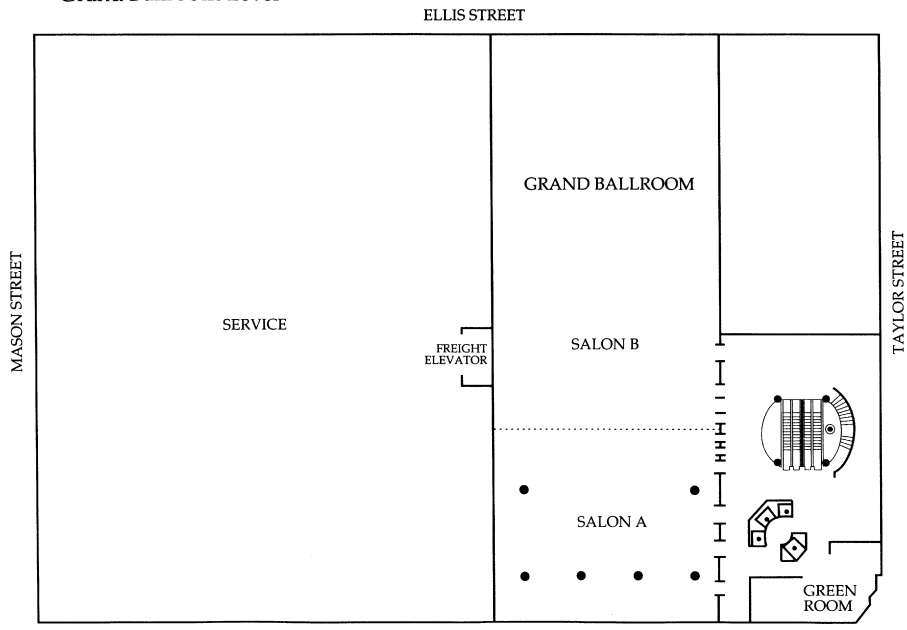 ELLIS STREET
GRAND BALLROOM
MASON STREET
TAYLOR STREET
SERVICE
FREIGHT
ELEVATOR
SALON B
SALON A
GREEN
ROOM